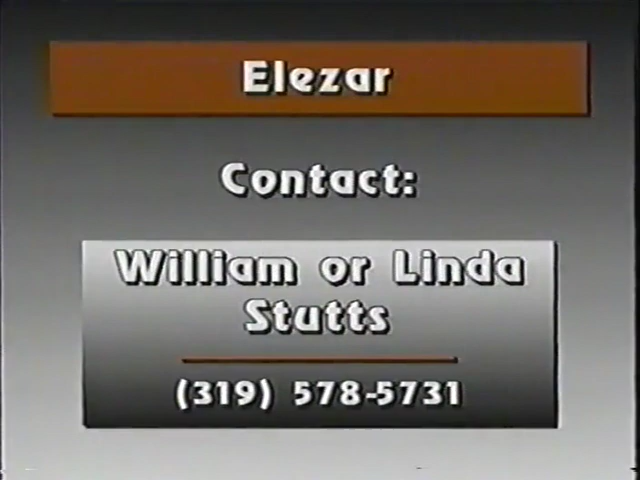 Elezar
Contact:
William or Linda
Stutts
(319) 578-5731